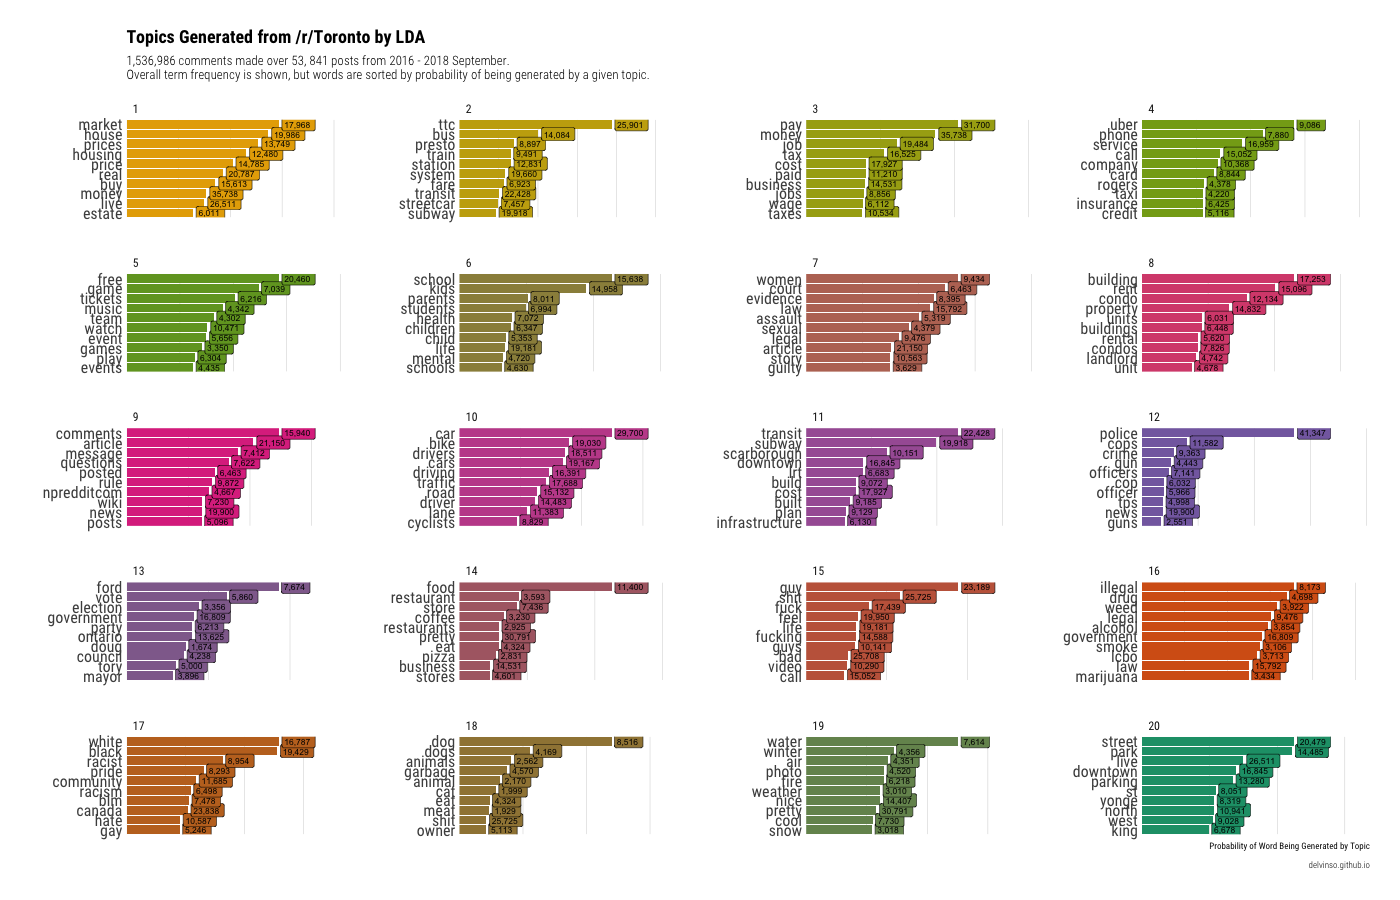 Topics Generated from /r/Toronto by LDA
1,536,986 comments made over 53, 841 posts from 2016 - 2018 September.
Overall term frequency is shown, but words are sorted by probability of being generated by a given topic.
1
market 17,968
house 19,986
prices 13,749
housing 12,480
price 14,785
real 20,787
buy 15,613
money 35,738
live 26,511
estate 6,011
2
ttc 25,901
bus 14,084
presto 8,897
train 9,491
station 12,831
system 19,660
fare 6,923
transit 22,428
streetcar 7,457
subway 19,918
3
pay 31,700
money 35,738
job 19,484
tax 16,525
cost 17,927
paid 11,210
business 14,531
jobs 8,856
wage 6,112
taxes 10,534
4
uber 9,086
phone 7,880
service 16,959
call 15,052
company 10,368
card 8,844
rogers 4,378
taxi 4,220
insurance 6,425
credit 5,116
5
free 20,460
game 7,039
tickets 6,216
music 4,342
team 4,302
watch 10,471
event 5,656
games 3,350
play 6,304
events 4,435
6
school 15,638
kids 14,958
parents 8,011
students 6,994
health 7,072
children 6,347
child 5,353
life 19,181
mental 4,720
schools 4,630
7
women 9,434
court 6,463
evidence 8,395
law 15,792
assault 5,319
sexual 4,379
legal 9,476
article 21,150
story 10,563
guilty 3,629
8
building 17,253
rent 15,096
condo 12,134
property 14,832
units 6,031
buildings 6,448
rental 5,620
condos 7,826
landlord 4,742
unit 4,678
9
comments 15,940
article 21,150
message 7,412
questions 7,622
posted 6,463
rule 9,872
npredditcom 4,667
wiki 7,230
news 19,900
posts 5,096
10
car 29,700
bike 19,030
drivers 18,511
cars 19,167
driving 16,391
traffic 17,688
road 15,132
driver 14,483
lane 11,383
cyclists 8,829
11
transit 22,428
subway 19,918
scarborough 10,151
downtown 16,845
lrt 6,683
build 9,072
cost 17,927
built 9,185
plan 9,129
infrastructure 6,130
12
police 41,347
cops 11,582
crime 9,363
gun 4,443
officers 7,141
cop 6,032
officer 5,966
tps 4,998
news 19,900
guns 2,551
13
ford 7,674
vote 5,860
election 3,356
government 16,809
party 6,213
ontario 13,625
doug 1,674
council 4,238
tory 5,000
mayor 3,896
14
food 11,400
restaurant 3,593
store 7,436
coffee 3,230
restaurants 2,925
pretty 30,791
eat 4,324
pizza 2,831
business 14,531
stores 4,601
15
guy 23,189
shit 25,725
fuck 17,439
feel 19,950
life 19,181
fucking 14,588
guys 10,141
bad 25,708
video 10,290
call 15,052
16
illegal 8,173
drug 4,698
weed 3,922
legal 9,476
alcohol 3,854
government 16,809
smoke 3,106
lcbo 3,713
law 15,792
marijuana 3,434
17
white 16,787
black 19,429
racist 8,954
pride 8,293
community 11,685
racism 6,498
blm 7,478
canada 23,838
hate 10,587
gay 5,246
18
dog 8,516
dogs 4,169
animals 2,562
garbage 4,570
animal 2,170
cat 1,999
eat 4,324
meat 1,929
shit 25,725
owner 5,113
19
water 7,614
winter 4,356
air 4,351
photo 4,520
fire 6,218
weather 3,010
nice 14,407
pretty 30,791
cool 7,730
snow 3,018
20
street 20,479
park 14,485
live 26,511
downtown 16,845
parking 13,280
st 8,051
yonge 8,319
north 10,941
west 9,028
king 6,678
Probability of Word Being Generated by Topic
delvinso.github.io